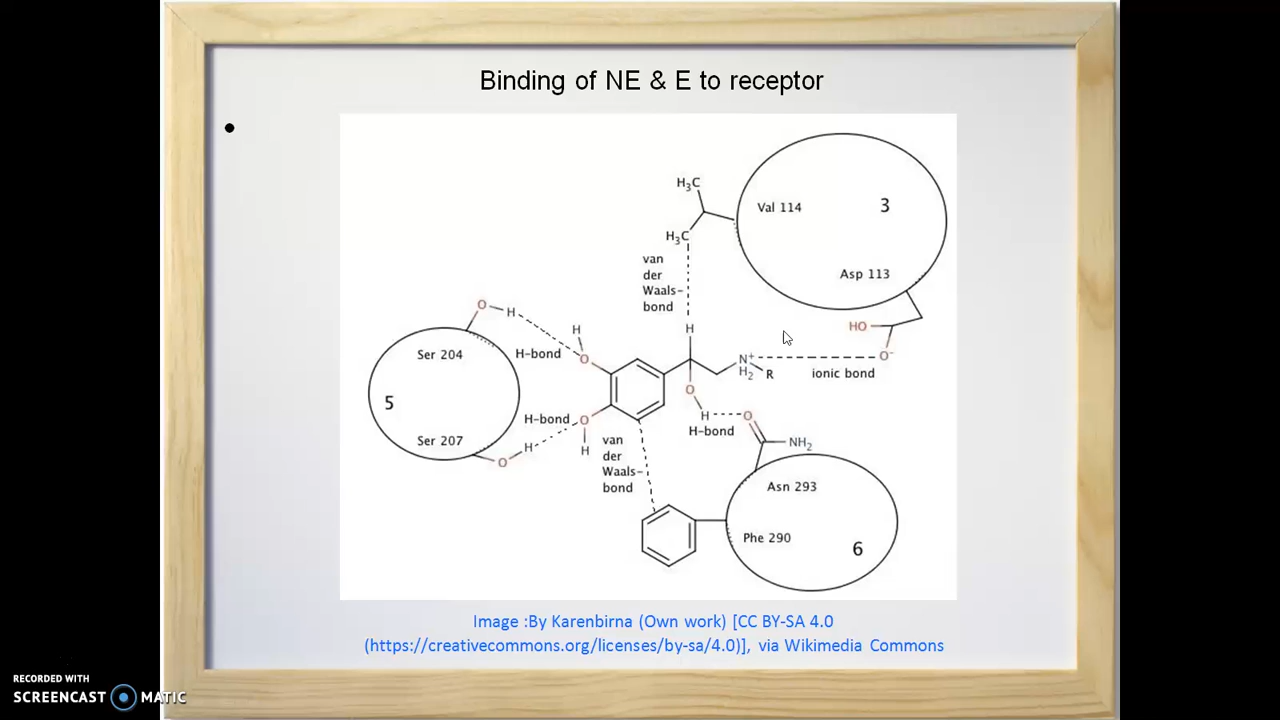 Binding of NE & E to receptor
•
H₃C
Val 114
3
H₃C
van
der
Waals-
bond
Asp 113
O
H
HO
H
H
Ser 204
H-bond
O
N⁺
O⁻
H₂
R
ionic bond
5
O
H-bond
O
H
O
H-bond
Ser 207
H
H
NH₂
O
van
der
Waals-
bond
Asn 293
Phe 290
6
Image :By Karenbirna (Own work) [CC BY-SA 4.0
(https://creativecommons.org/licenses/by-sa/4.0)], via Wikimedia Commons
RECORDED WITH
SCREENCAST MATIC